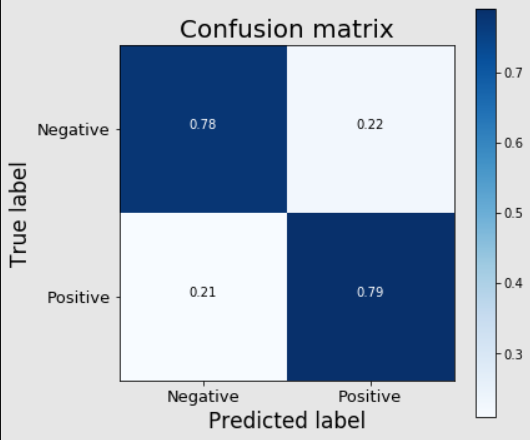 Confusion matrix
True label
Negative
0.78
0.22
Positive
0.21
0.79
Negative
Positive
Predicted label
0.7
0.6
0.5
0.4
0.3